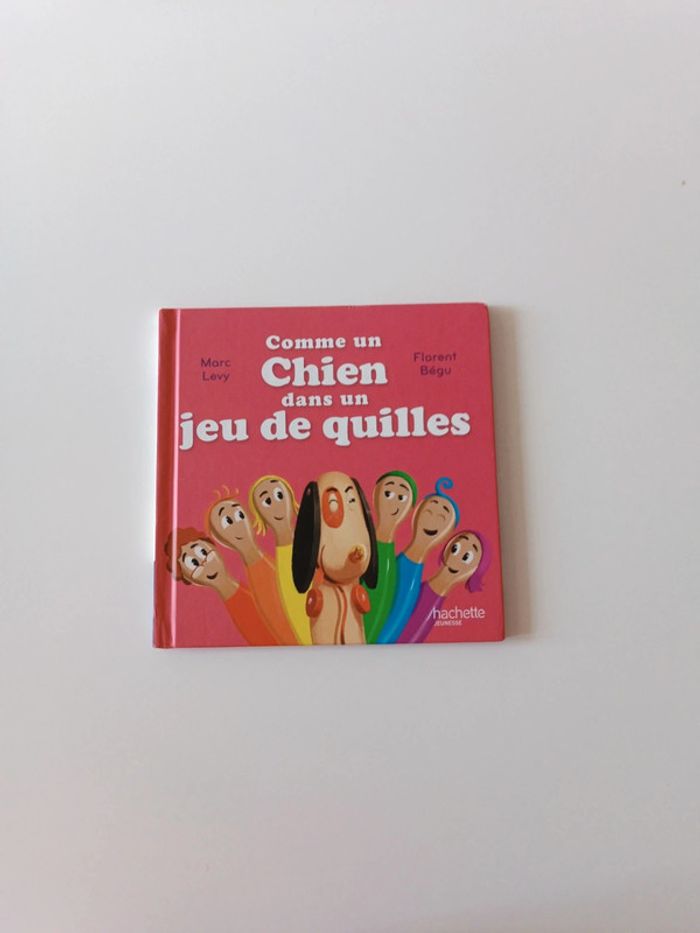 Comme un
Chien
dans un
jeu de quilles
Marc
Levy
Florent
Bégu
hachette
JEUNESSE